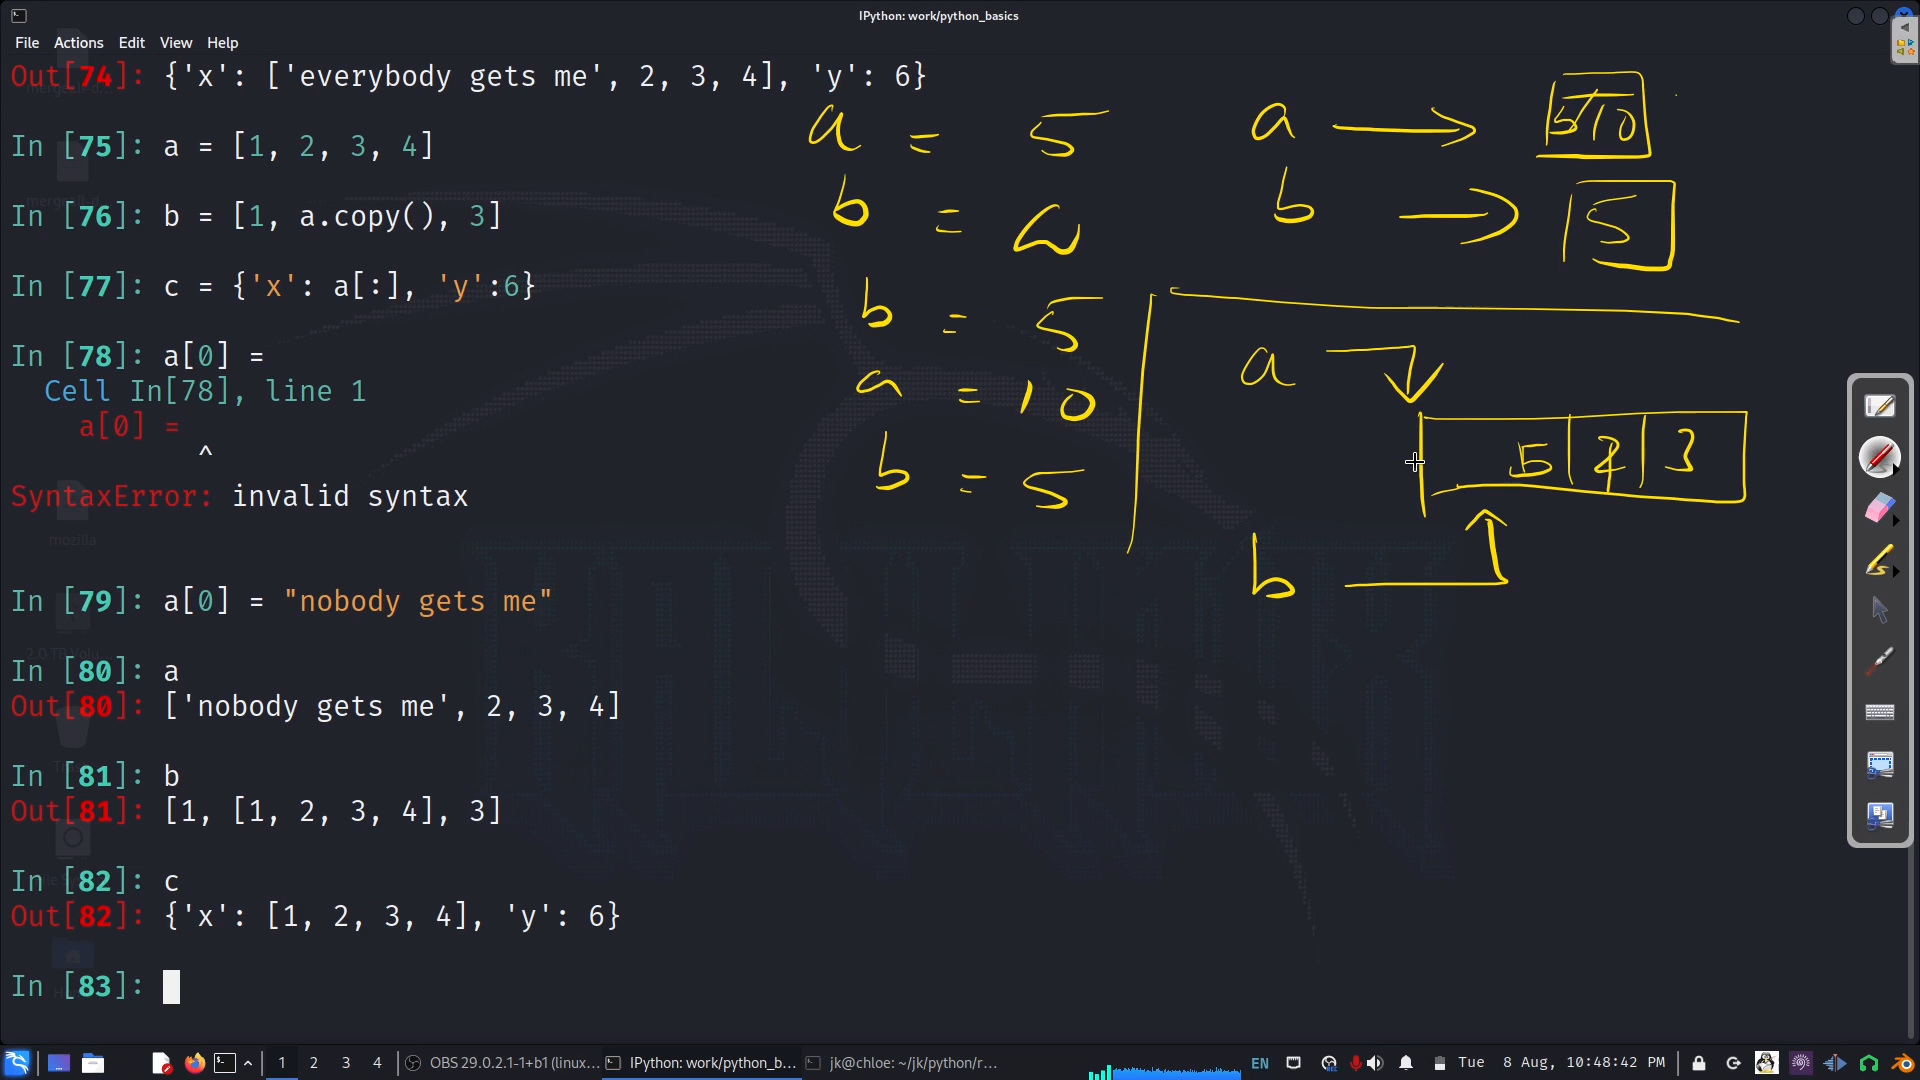 IPython: work/python_basics
File Actions Edit View Help
Out[74]: {'x': ['everybody gets me', 2, 3, 4], 'y': 6}
In [75]: a = [1, 2, 3, 4]
In [76]: b = [1, a.copy(), 3]
In [77]: c = {'x': a[:], 'y':6}
In [78]: a[0] =
Cell In[78], line 1
a[0] =
^
SyntaxError: invalid syntax
mozilla
In [79]: a[0] = "nobody gets me"
In [80]: a
Out[80]: ['nobody gets me', 2, 3, 4]
In [81]: b
Out[81]: [1, [1, 2, 3, 4], 3]
In [82]: c
Out[82]: {'x': [1, 2, 3, 4], 'y': 6}
In [83]:
a = 5
b = a
b = 5
a = 10
b = 5
a → 5 10
b → 5
a
5 2 3
b
1 2 3 4 OBS 29.0.2.1-1+b1 (linux... IPython: work/python_b... jk@chloe: ~/jk/python/r... EN Tue 8 Aug, 10:48:42 PM